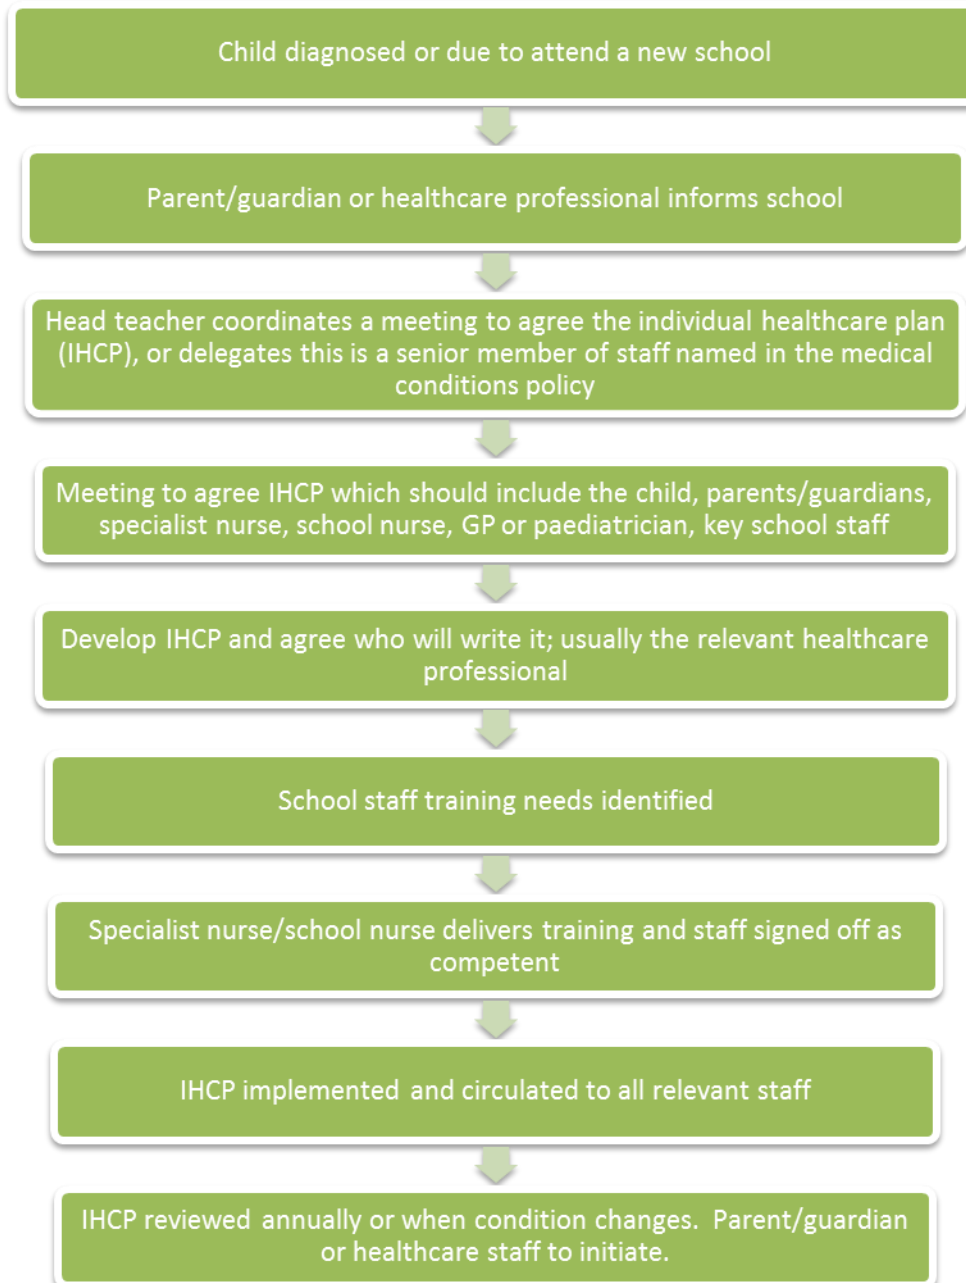 Child diagnosed or due to attend a new school
Parent/guardian or healthcare professional informs school
Head teacher coordinates a meeting to agree the individual healthcare plan
(IHCP), or delegates this is a senior member of staff named in the medical
conditions policy
Meeting to agree IHCP which should include the child, parents/guardians,
specialist nurse, school nurse, GP or paediatrician, key school staff
Develop IHCP and agree who will write it; usually the relevant healthcare
professional
School staff training needs identified
Specialist nurse/school nurse delivers training and staff signed off as
competent
IHCP implemented and circulated to all relevant staff
IHCP reviewed annually or when condition changes.  Parent/guardian
or healthcare staff to initiate.